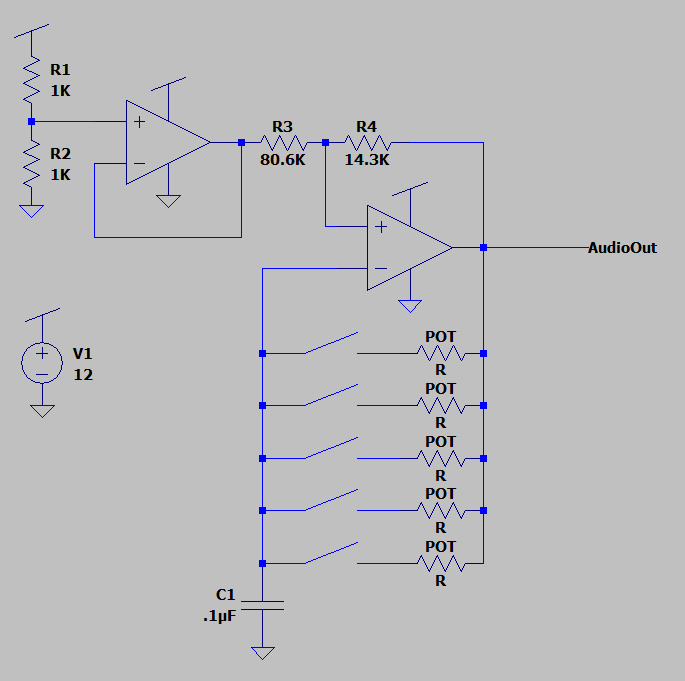 R1
1K
R2
1K
+
−
R3
80.6K
R4
14.3K
+
−
AudioOut
V1
12
+
−
POT
R
POT
R
POT
R
POT
R
POT
R
C1
.1µF